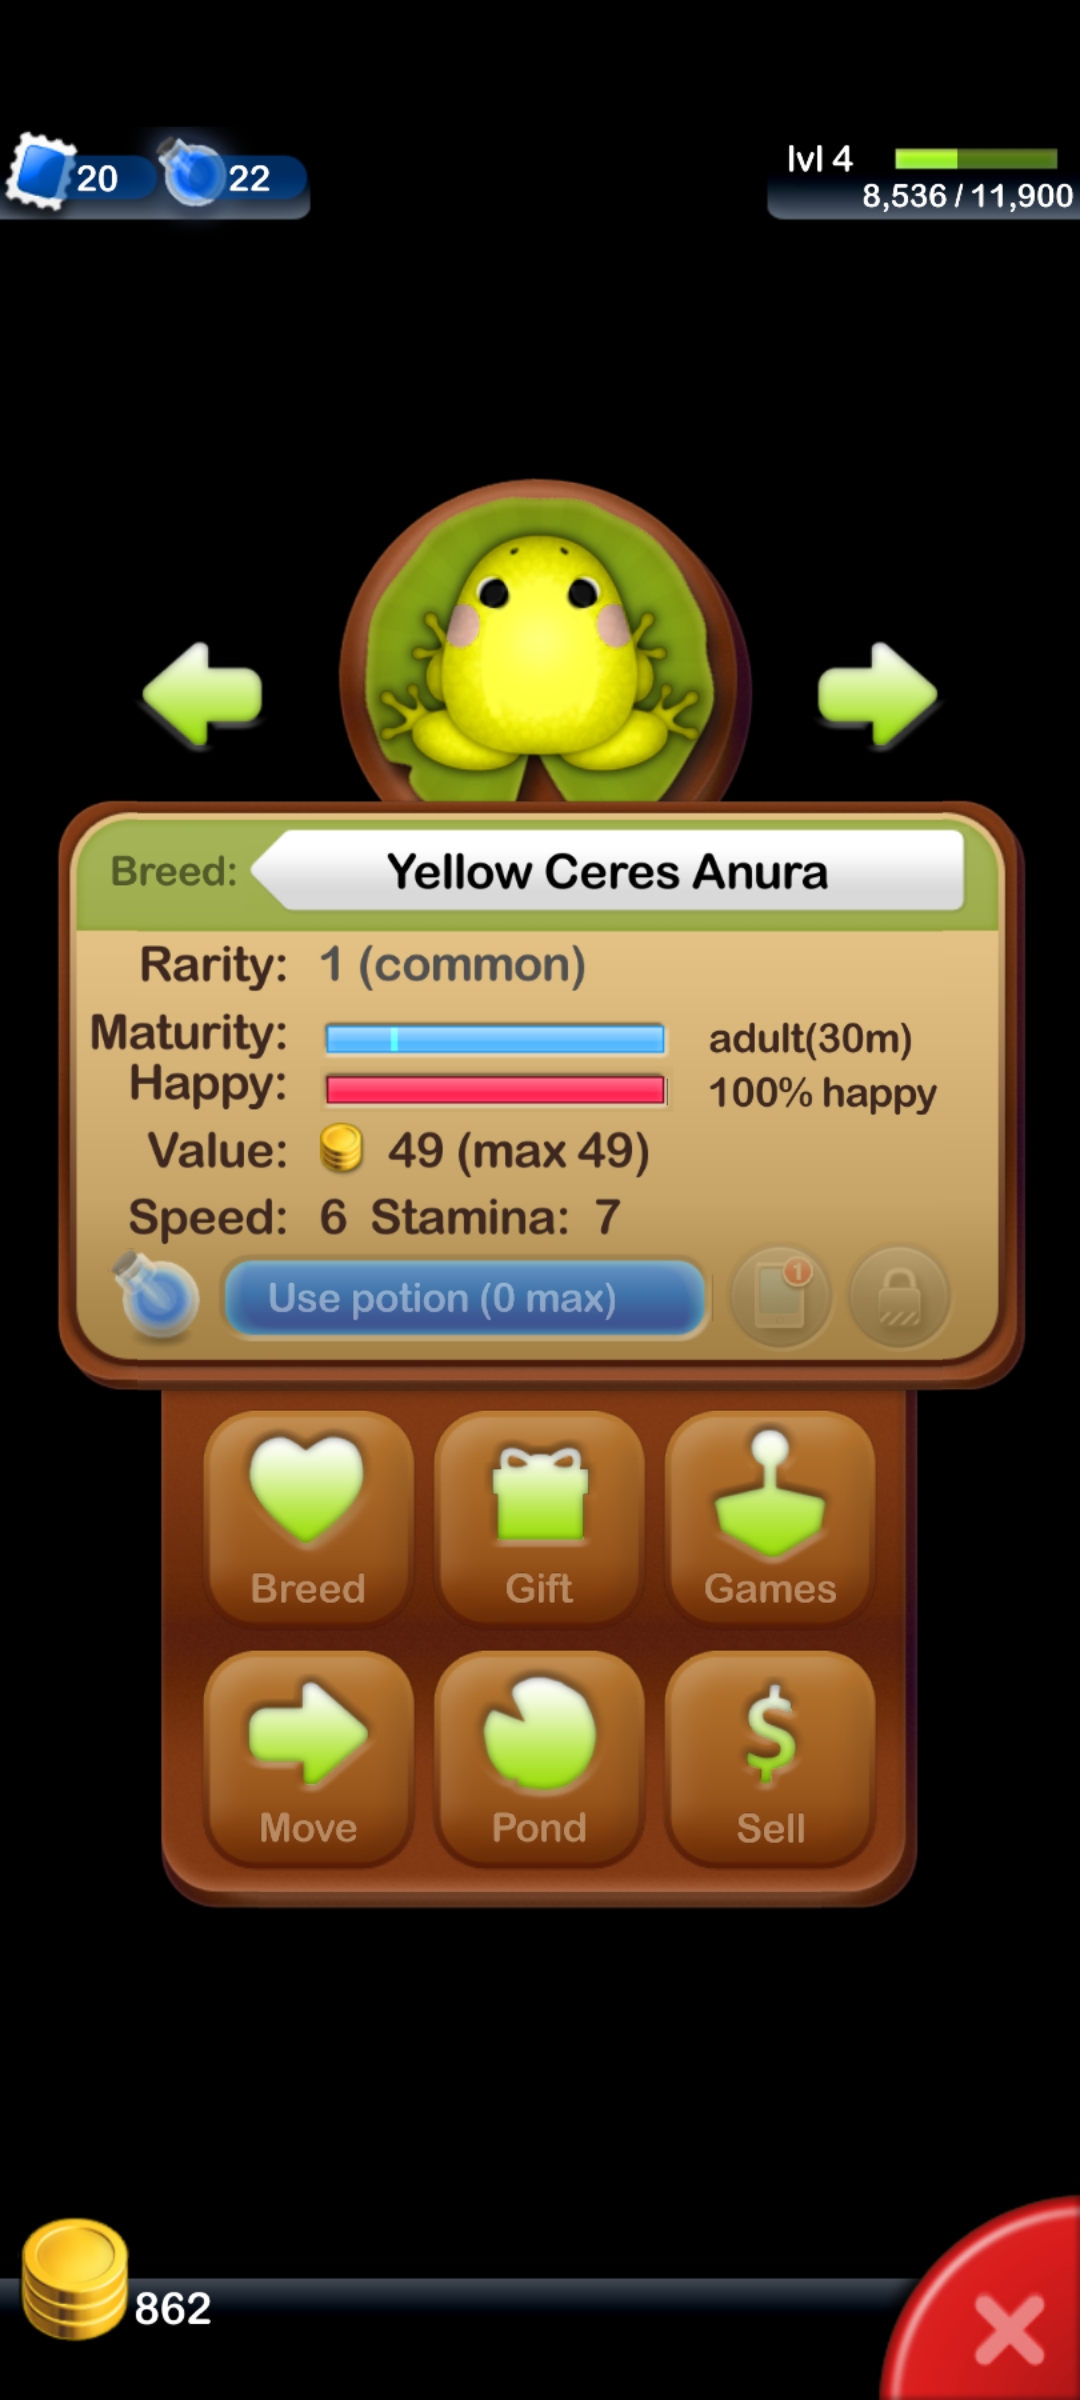 20 22
lvl 4
8,536 / 11,900
Breed: Yellow Ceres Anura
Rarity: 1 (common)
Maturity: adult(30m)
Happy: 100% happy
Value: 49 (max 49)
Speed: 6 Stamina: 7
Use potion (0 max) 1
Breed Gift Games
Move Pond Sell
862